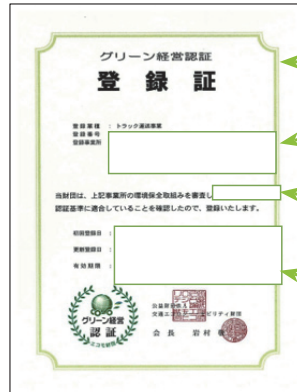 グリーン経営認証
登録証
登録業種 : トラック運送事業
登録番号 :
登録事業所
当財団は、上記事業所の環境保全取組みを審査し
認証基準に適合していることを確認したので、登録いたします。
初回登録日 :
更新登録日 :
有効期限 :
グリーン経営
認証
公益財団法人
交通エコ
ビリティ財団
会長 岩村